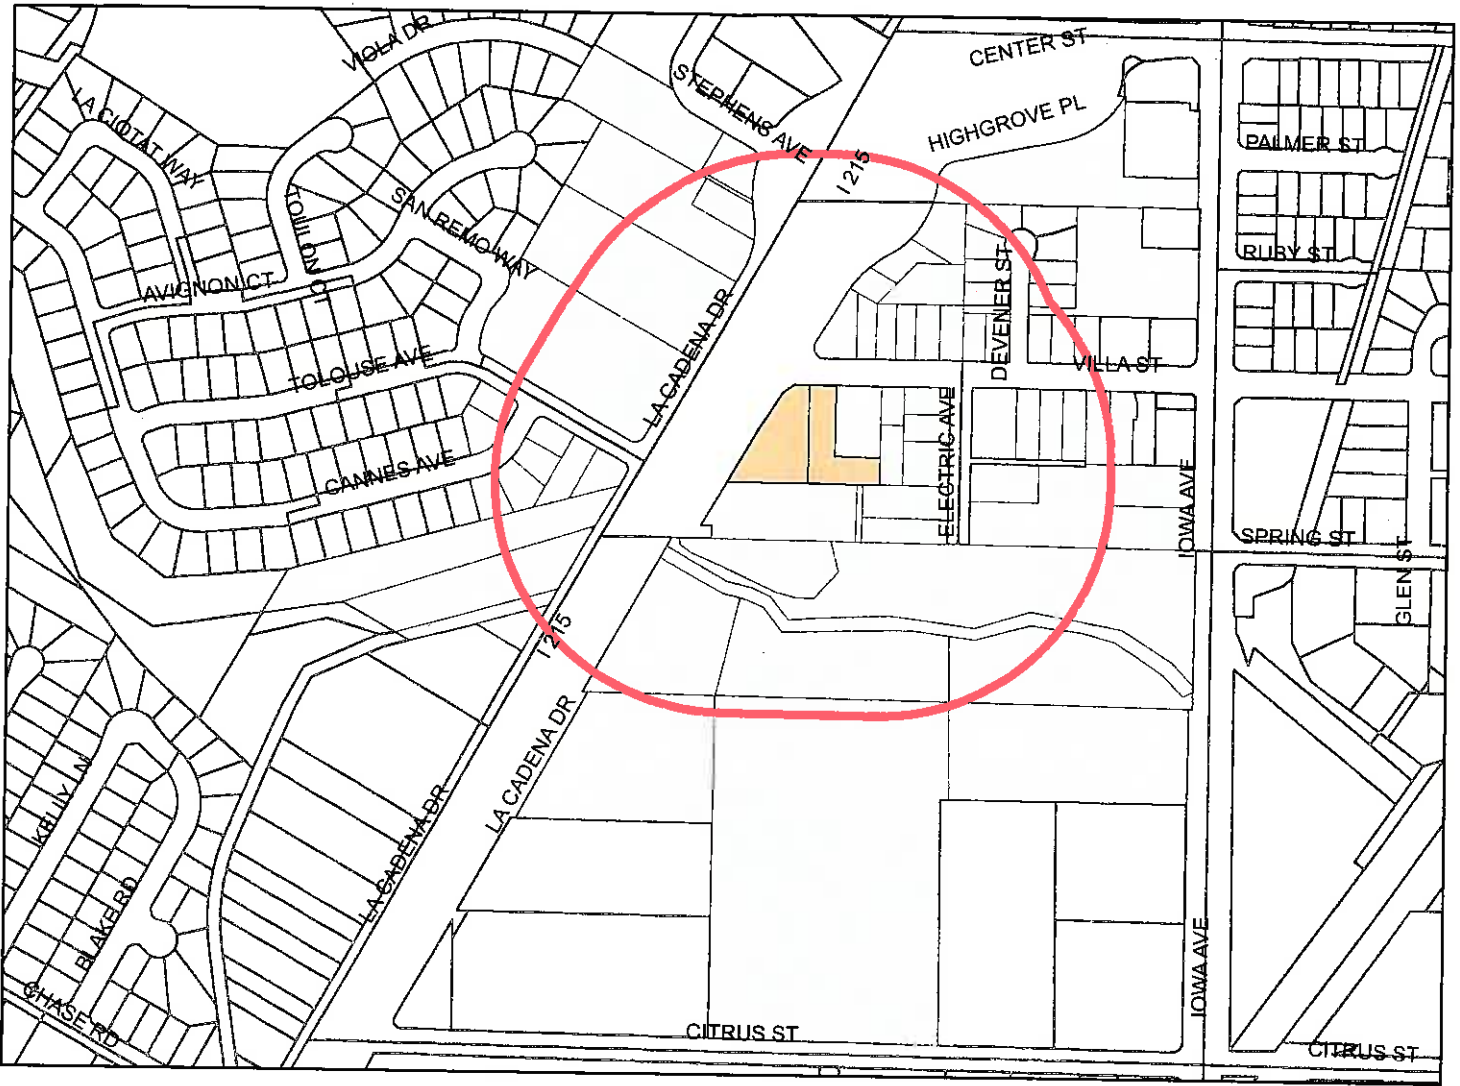 VIOLA DR
CENTER ST
STEPHENS AVE
LA CIOTAT WAY
HIGHGROVE PL
PALMER ST
I 215
TOULON CT
SAN REMO WAY
RUBY ST
AVIGNON CT
DEVENER ST
LA CADENA DR
TOLOUSE AVE
VILLA ST
ELECTRIC AVE
CANNES AVE
IOWA AVE
SPRING ST
GLEN ST
I 215
LA CADENA DR
KELLY LN
LA CADENA DR
BLAKE RD
IOWA AVE
CHASE RD
CITRUS ST
CITRUS ST